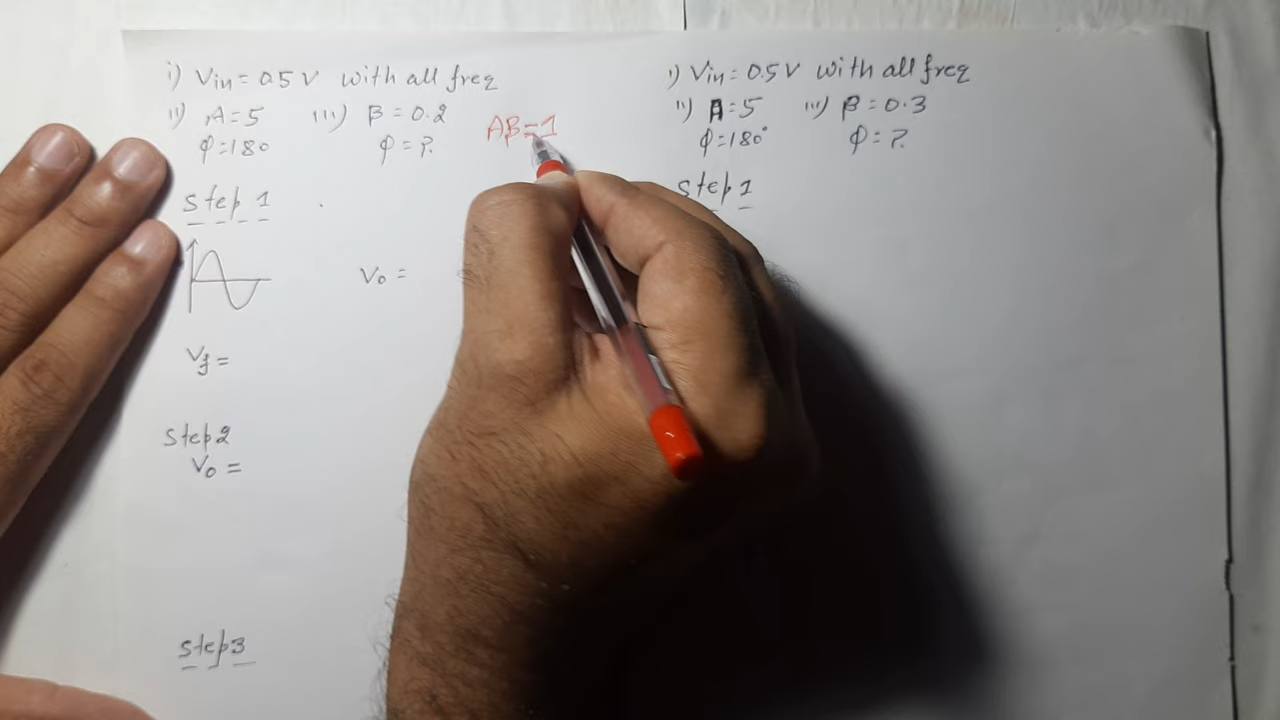 i) Vin = 0.5 V with all freq
ii) A = 5 iii) β = 0.2
φ = 180 φ = ?
Aβ = 1
step 1
Vo =
Vf =
step 2
Vo =
step 3
i) Vin = 0.5 V with all freq
ii) A = 5 iii) β = 0.3
φ = 180° φ = ?
step 1